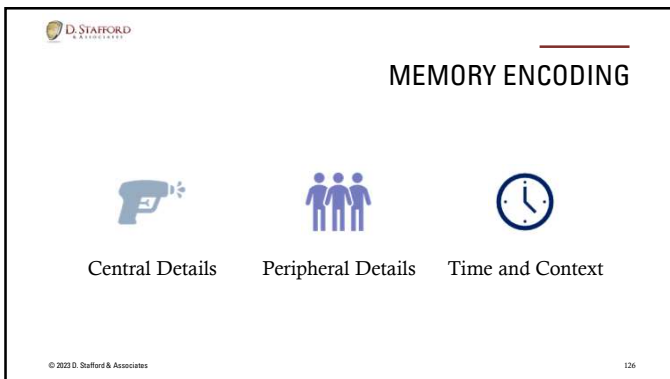 D. STAFFORD
& ASSOCIATES
MEMORY ENCODING
Central Details
Peripheral Details
Time and Context
© 2023 D. Stafford & Associates
126